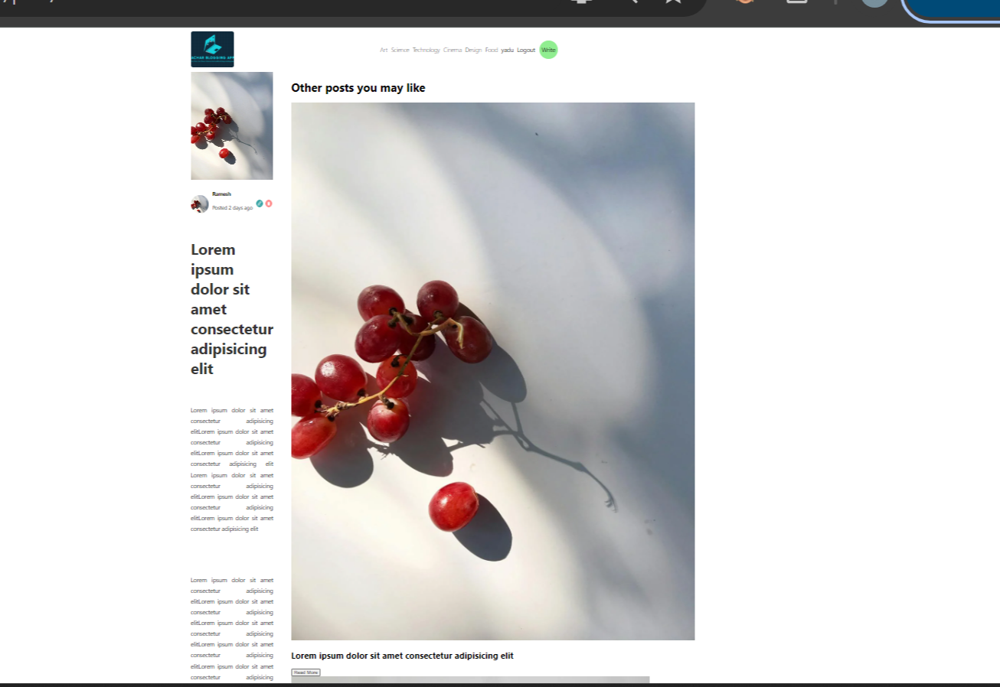 ACHAR BLOGGING APP
Art Science Technology Cinema Design Food yadu Logout Write
Other posts you may like
Ramesh
Posted 2 days ago
Lorem
ipsum
dolor sit
amet
consectetur
adipisicing
elit
Lorem ipsum dolor sit amet
consectetur adipisicing
elitLorem ipsum dolor sit amet
consectetur adipisicing
elitLorem ipsum dolor sit amet
consectetur adipisicing elit
Lorem ipsum dolor sit amet
consectetur adipisicing
elitLorem ipsum dolor sit amet
consectetur adipisicing
elitLorem ipsum dolor sit amet
consectetur adipisicing elit
Lorem ipsum dolor sit amet
consectetur adipisicing
elitLorem ipsum dolor sit amet
consectetur adipisicing
elitLorem ipsum dolor sit amet
consectetur adipisicing
elitLorem ipsum dolor sit amet
consectetur adipisicing
elitLorem ipsum dolor sit amet
consectetur adipisicing
Lorem ipsum dolor sit amet consectetur adipisicing elit
Read More